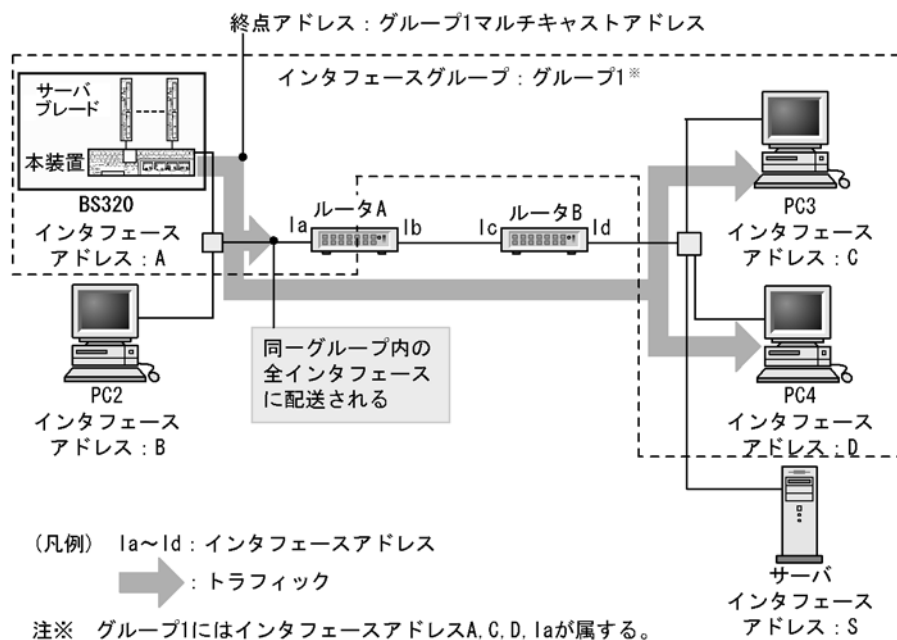 終点アドレス：グループ1マルチキャストアドレス
インタフェースグループ：グループ1※
サーバ
ブレード
本装置
BS320
インタフェース
アドレス：A
Ia
ルータA
Ib
Ic
ルータB
Id
PC3
インタフェース
アドレス：C
PC2
インタフェース
アドレス：B
同一グループ内の
全インタフェース
に配送される
PC4
インタフェース
アドレス：D
サーバ
インタフェース
アドレス：S
(凡例) Ia～Id：インタフェースアドレス
：トラフィック
注※ グループ1にはインタフェースアドレスA, C, D, Iaが属する。